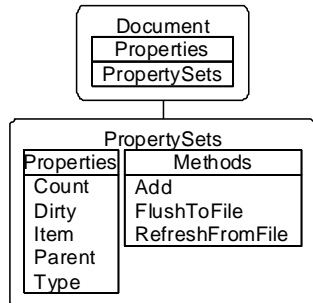 Document
Properties
PropertySets
PropertySets
Properties
Count
Dirty
Item
Parent
Type
Methods
Add
FlushToFile
RefreshFromFile